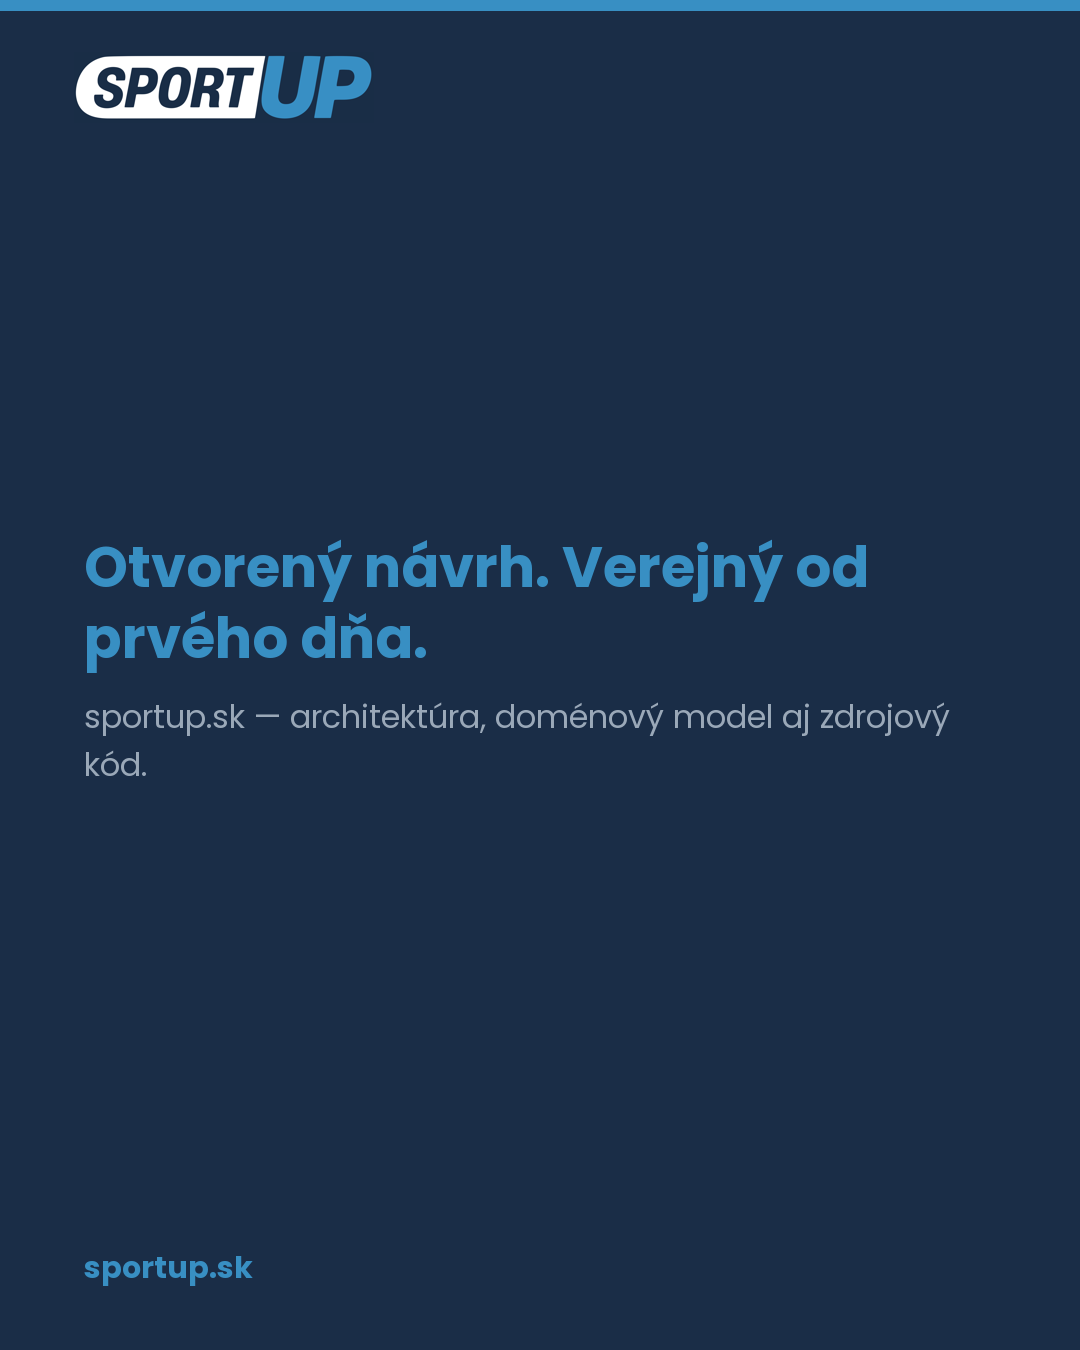 SPORTUP
Otvorený návrh. Verejný od
prvého dňa.
sportup.sk — architektúra, doménový model aj zdrojový
kód.
sportup.sk